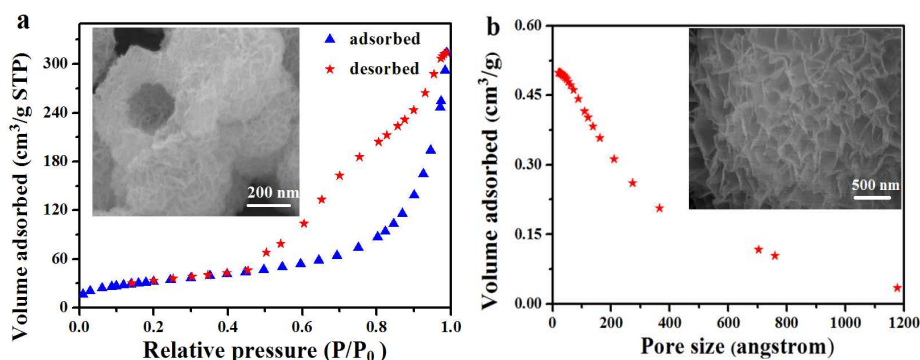 a
adsorbed
desorbed
200 nm
Volume adsorbed (cm³/g STP)
300
240
180
120
60
0
0.0 0.2 0.4 0.6 0.8 1.0
Relative pressure (P/P₀)
b
500 nm
Volume adsorbed (cm³/g)
0.60
0.45
0.30
0.15
0.00
0 200 400 600 800 1000 1200
Pore size (angstrom)